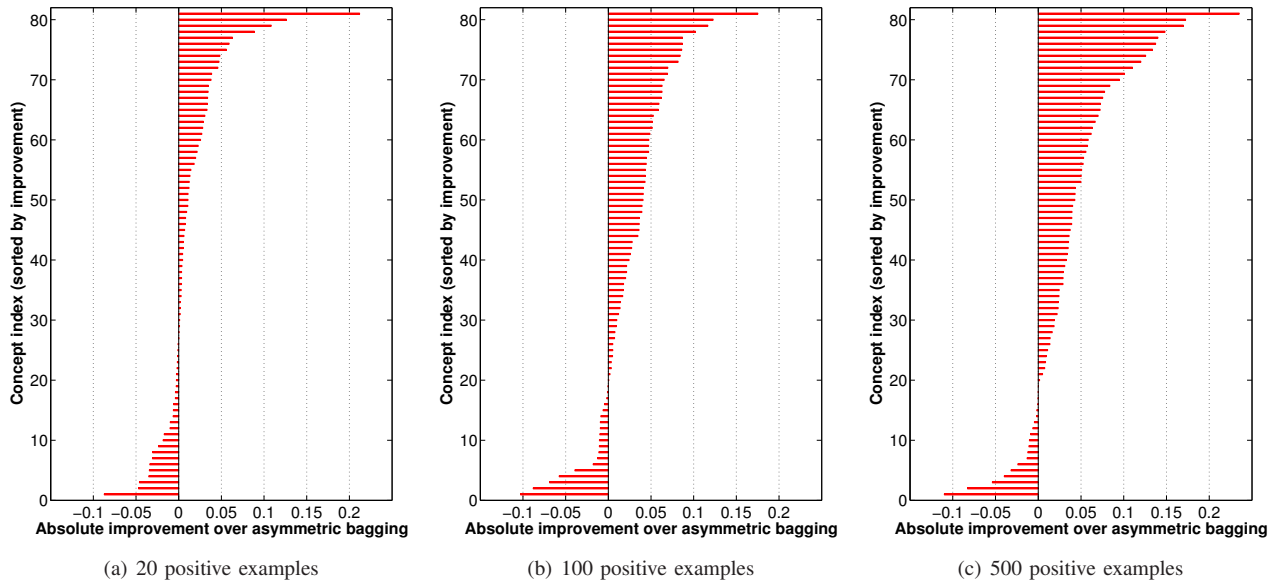 80
70
60
50
40
30
20
10
0
Concept index (sorted by improvement)
−0.1 −0.05 0 0.05 0.1 0.15 0.2
Absolute improvement over asymmetric bagging
(a) 20 positive examples
80
70
60
50
40
30
20
10
0
Concept index (sorted by improvement)
−0.1 −0.05 0 0.05 0.1 0.15 0.2
Absolute improvement over asymmetric bagging
(b) 100 positive examples
80
70
60
50
40
30
20
10
0
Concept index (sorted by improvement)
−0.1 −0.05 0 0.05 0.1 0.15 0.2
Absolute improvement over asymmetric bagging
(c) 500 positive examples